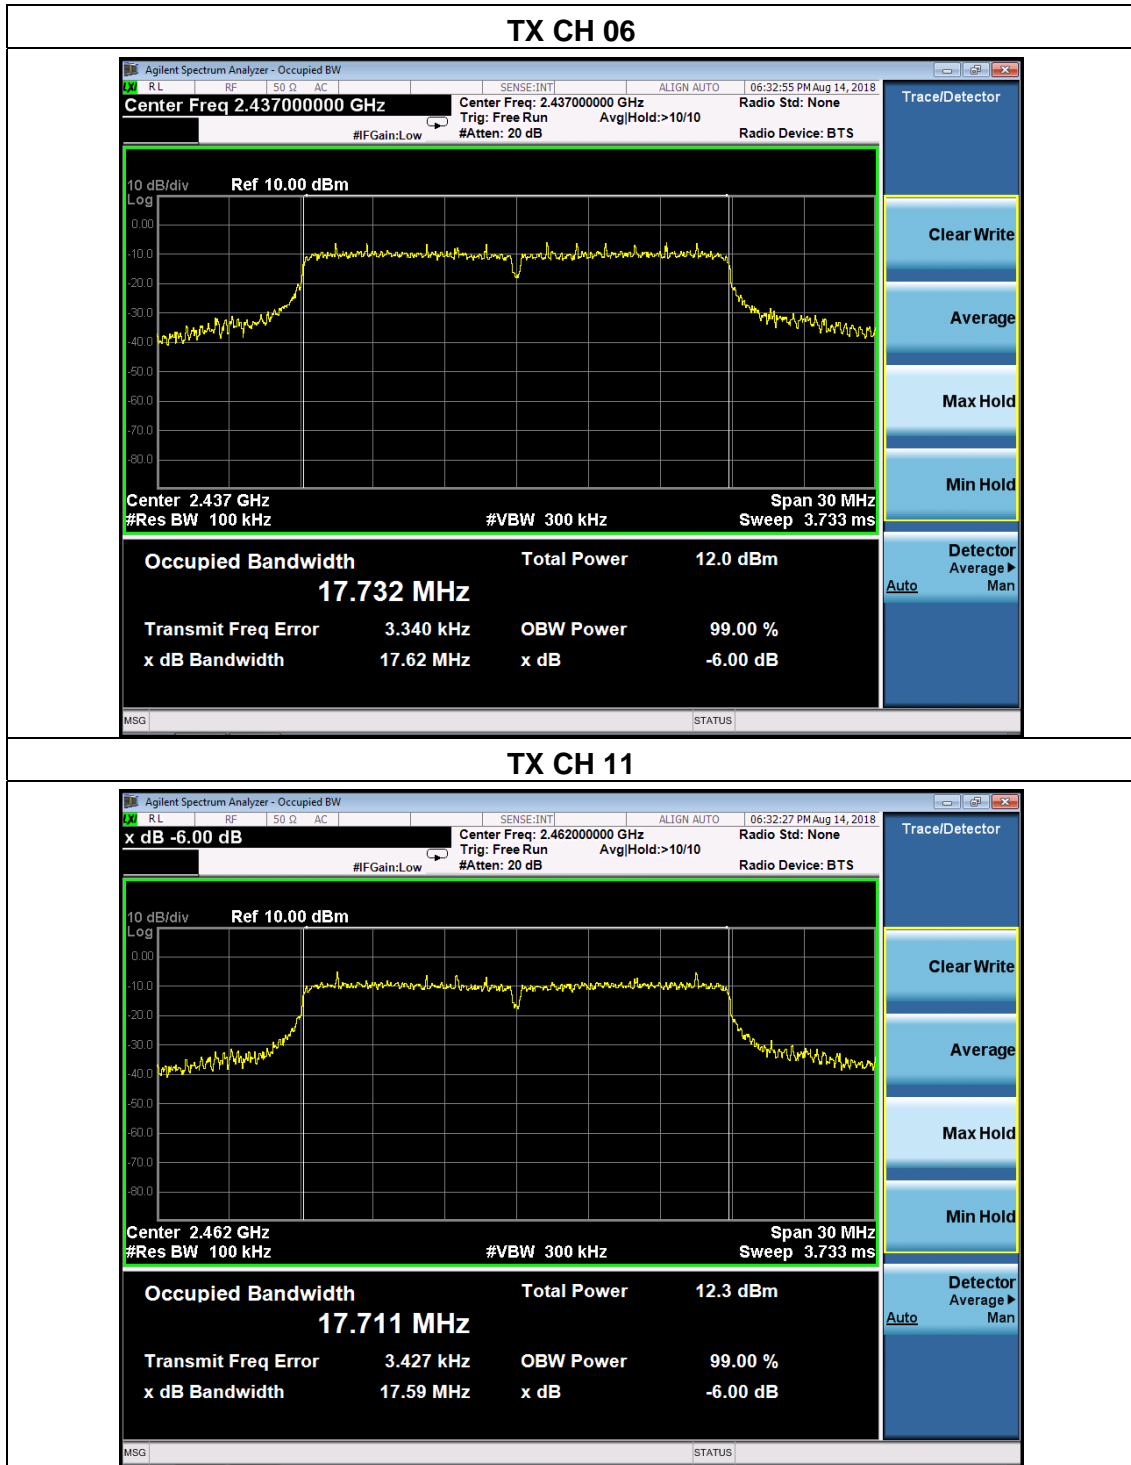 TX CH 06
Agilent Spectrum Analyzer - Occupied BW
LXI RL RF 50 Ω AC SENSE:INT ALIGN AUTO 06:32:55 PM Aug 14, 2018
Center Freq 2.437000000 GHz
Center Freq: 2.437000000 GHz Radio Std: None
Trig: Free Run Avg|Hold:>10/10
#IFGain:Low #Atten: 20 dB Radio Device: BTS
Trace/Detector
10 dB/div Ref 10.00 dBm
Log
0.00
-10.0
-20.0
-30.0
-40.0
-50.0
-60.0
-70.0
-80.0
Center 2.437 GHz Span 30 MHz
#Res BW 100 kHz #VBW 300 kHz Sweep 3.733 ms
Clear Write
Average
Max Hold
Min Hold
Detector
Average▶
Auto Man
Occupied Bandwidth Total Power 12.0 dBm
17.732 MHz
Transmit Freq Error 3.340 kHz OBW Power 99.00 %
x dB Bandwidth 17.62 MHz x dB -6.00 dB
MSG STATUS
TX CH 11
Agilent Spectrum Analyzer - Occupied BW
LXI RL RF 50 Ω AC SENSE:INT ALIGN AUTO 06:32:27 PM Aug 14, 2018
x dB -6.00 dB
Center Freq: 2.462000000 GHz Radio Std: None
Trig: Free Run Avg|Hold:>10/10
#IFGain:Low #Atten: 20 dB Radio Device: BTS
Trace/Detector
10 dB/div Ref 10.00 dBm
Log
0.00
-10.0
-20.0
-30.0
-40.0
-50.0
-60.0
-70.0
-80.0
Center 2.462 GHz Span 30 MHz
#Res BW 100 kHz #VBW 300 kHz Sweep 3.733 ms
Clear Write
Average
Max Hold
Min Hold
Detector
Average▶
Auto Man
Occupied Bandwidth Total Power 12.3 dBm
17.711 MHz
Transmit Freq Error 3.427 kHz OBW Power 99.00 %
x dB Bandwidth 17.59 MHz x dB -6.00 dB
MSG STATUS